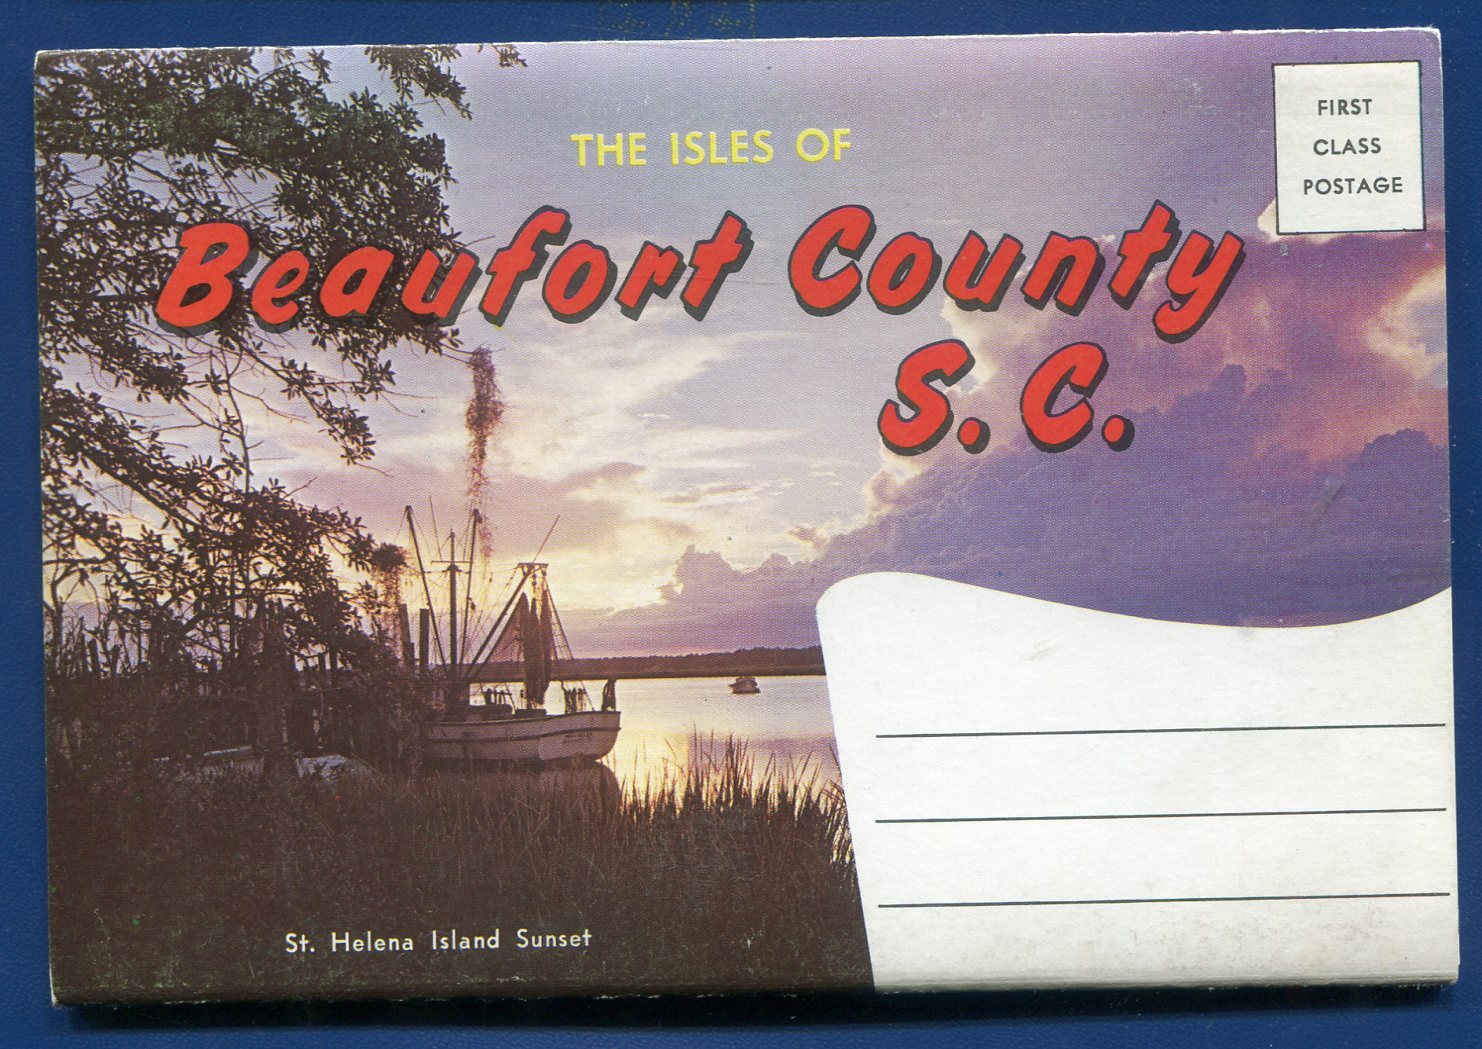 THE ISLES OF
Beaufort County
S. C.
FIRST
CLASS
POSTAGE
St. Helena Island Sunset